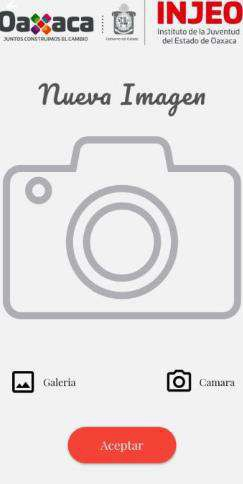 Oaxaca
JUNTOS CONSTRUIMOS EL CAMBIO
INJEO
Instituto de la Juventud
del Estado de Oaxaca
Nueva Imagen
Galeria
Camara
Aceptar